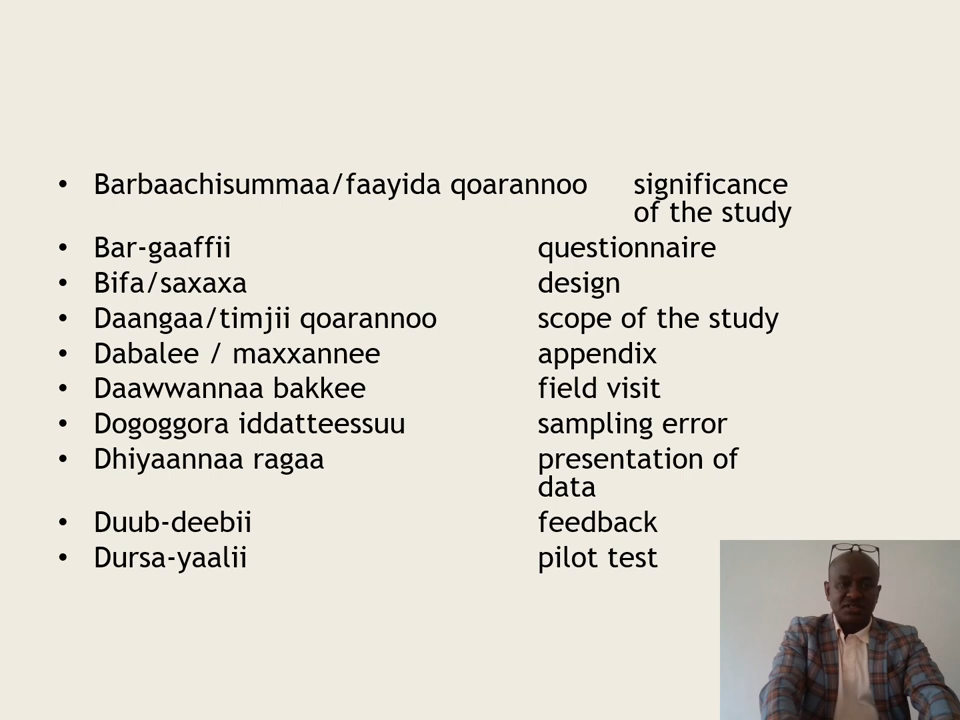 • Barbaachisummaa/faayida qoarannoo significance
of the study
• Bar-gaaffii questionnaire
• Bifa/saxaxa design
• Daangaa/timjii qoarannoo scope of the study
• Dabalee / maxxannee appendix
• Daawwannaa bakkee field visit
• Dogoggora iddatteessuu sampling error
• Dhiyaannaa ragaa presentation of
data
• Duub-deebii feedback
• Dursa-yaalii pilot test